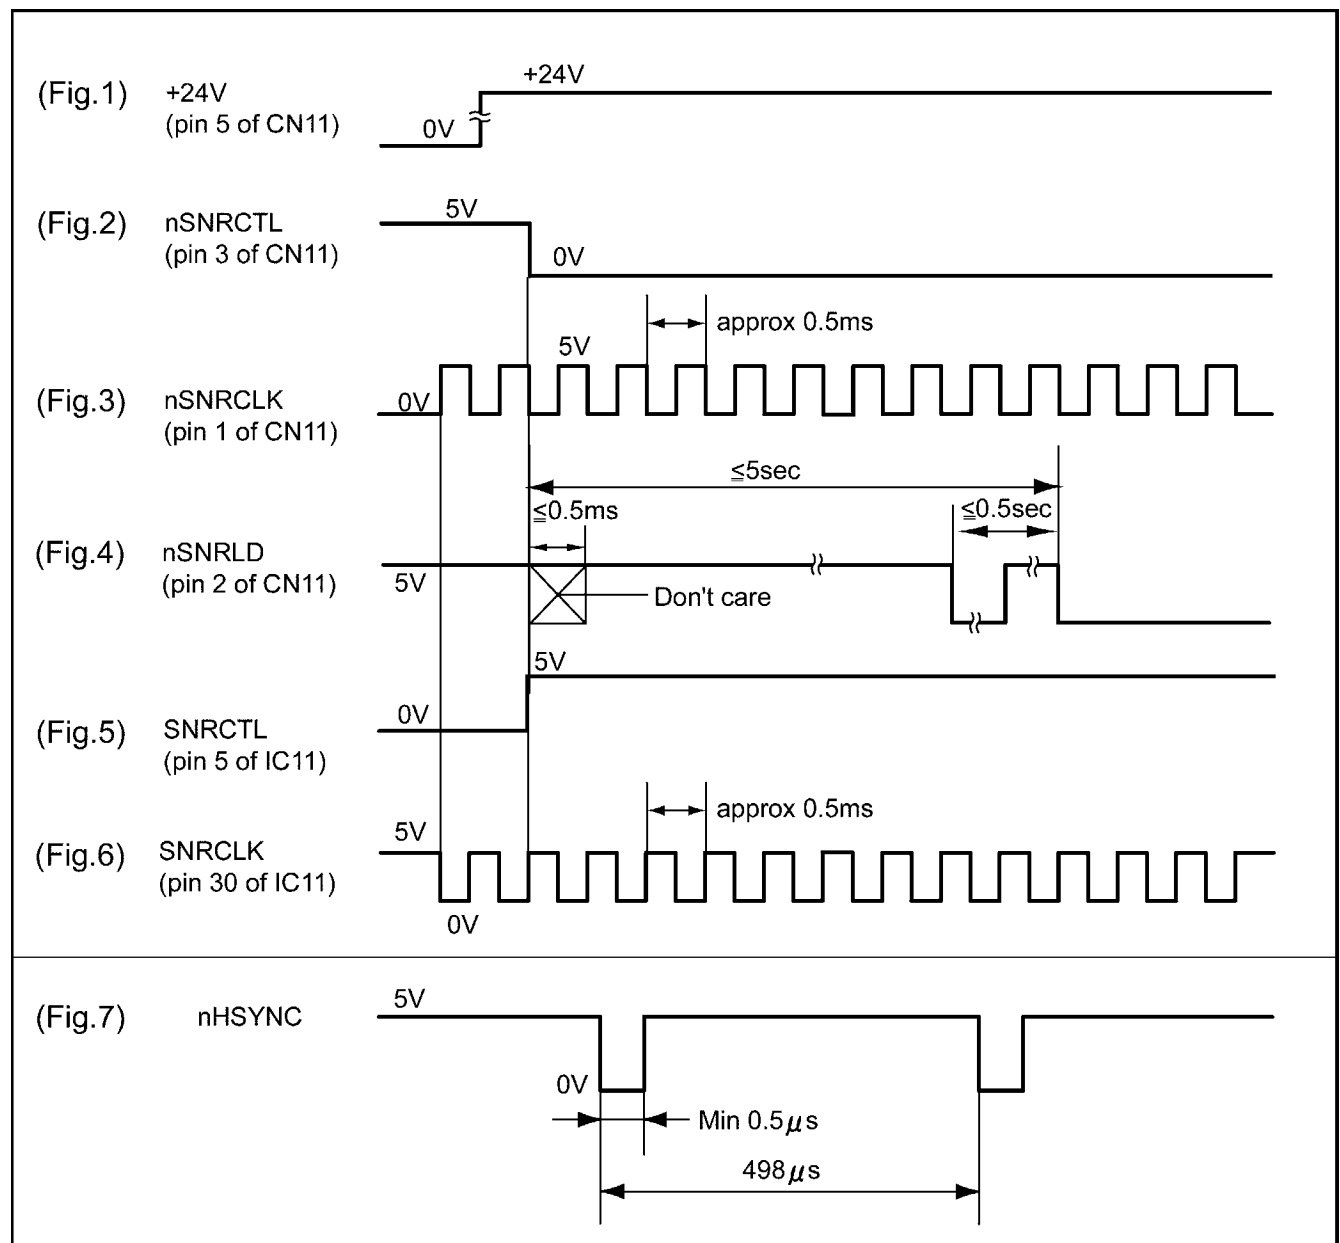 (Fig.1) +24V
(pin 5 of CN11)
0V
+24V
(Fig.2) nSNRCTL
(pin 3 of CN11)
5V
0V
approx 0.5ms
(Fig.3) nSNRCLK
(pin 1 of CN11)
0V
5V
≦5sec
≦0.5ms
≦0.5sec
(Fig.4) nSNRLD
(pin 2 of CN11)
5V
Don't care
(Fig.5) SNRCTL
(pin 5 of IC11)
0V
5V
approx 0.5ms
(Fig.6) SNRCLK
(pin 30 of IC11)
5V
0V
(Fig.7) nHSYNC
5V
0V
Min 0.5μs
498μs